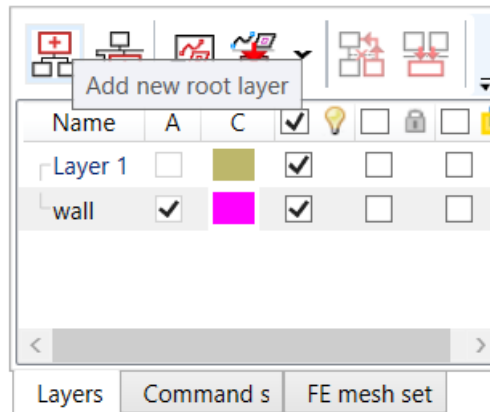 Add new root layer
Name A C
Layer 1
wall
Layers Command s FE mesh set